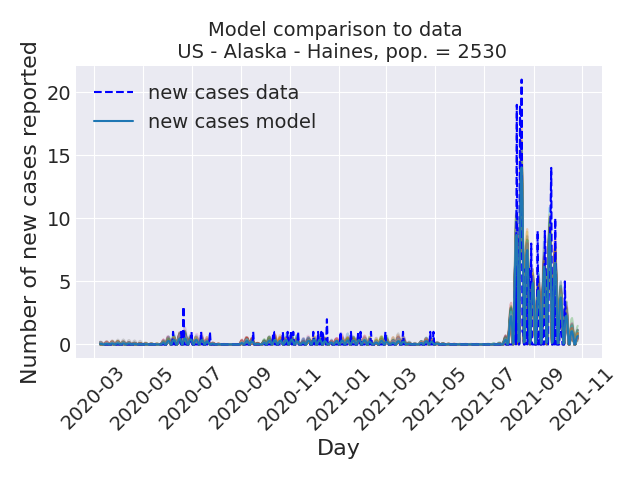 Model comparison to data
US - Alaska - Haines, pop. = 2530
Number of new cases reported
20
15
10
5
0
new cases data
new cases model
2020-03
2020-05
2020-07
2020-09
2020-11
2021-01
2021-03
2021-05
2021-07
2021-09
2021-11
Day